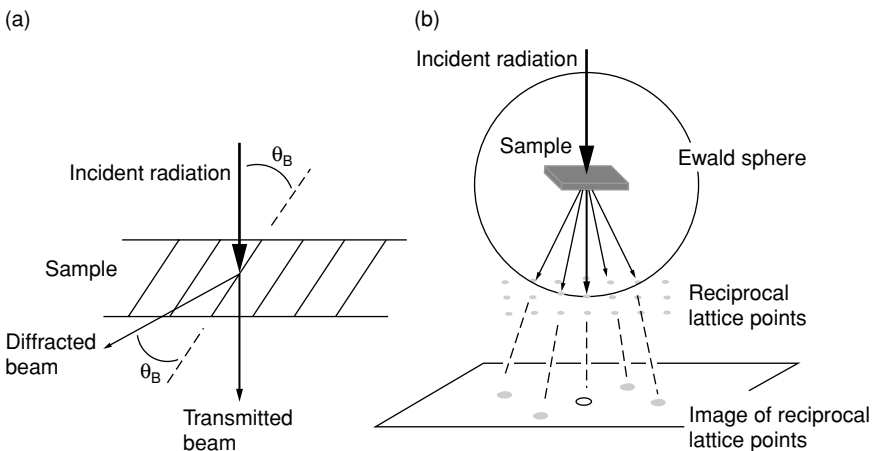 (a)
θB
Incident radiation
Sample
Diffracted
beam
θB
Transmitted
beam
(b)
Incident radiation
Sample
Ewald sphere
Reciprocal
lattice points
Image of reciprocal
lattice points